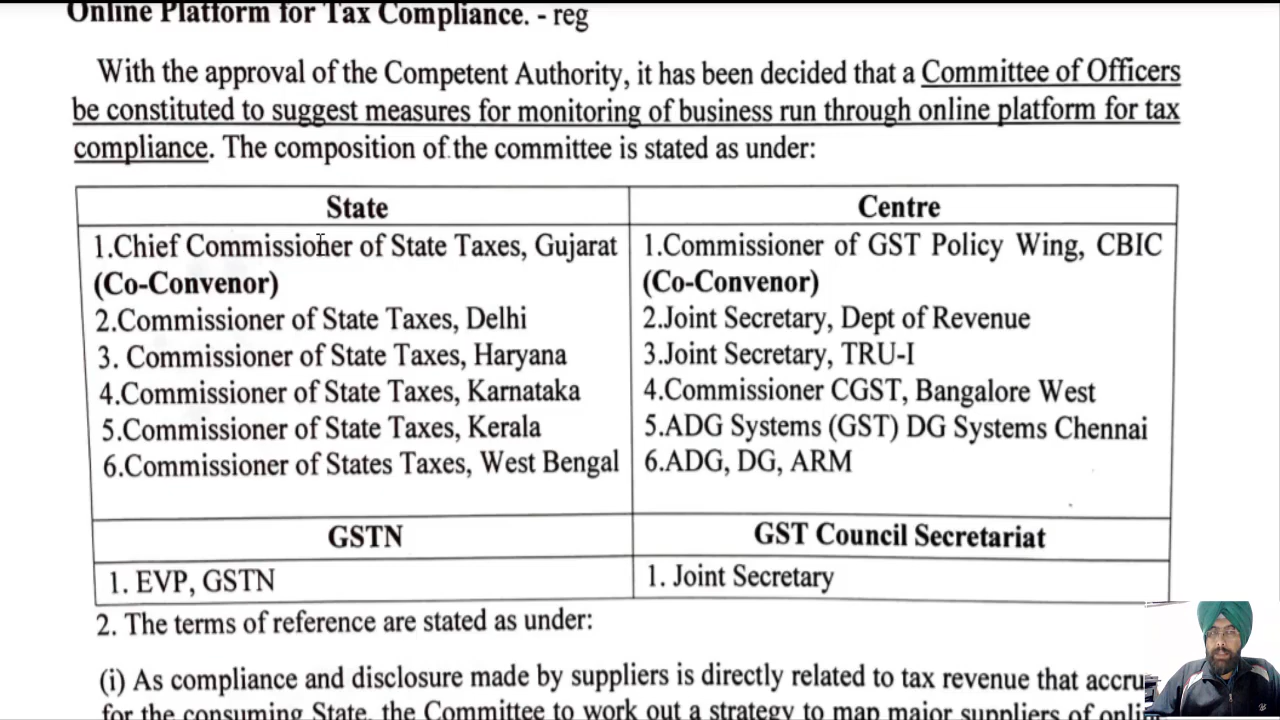 Online Platform for Tax Compliance. - reg
With the approval of the Competent Authority, it has been decided that a Committee of Officers
be constituted to suggest measures for monitoring of business run through online platform for tax
compliance. The composition of the committee is stated as under:
State
1.Chief Commissioner of State Taxes, Gujarat
(Co-Convenor)
2.Commissioner of State Taxes, Delhi
3. Commissioner of State Taxes, Haryana
4.Commissioner of State Taxes, Karnataka
5.Commissioner of State Taxes, Kerala
6.Commissioner of States Taxes, West Bengal
Centre
1.Commissioner of GST Policy Wing, CBIC
(Co-Convenor)
2.Joint Secretary, Dept of Revenue
3.Joint Secretary, TRU-I
4.Commissioner CGST, Bangalore West
5.ADG Systems (GST) DG Systems Chennai
6.ADG, DG, ARM
GSTN
1. EVP, GSTN
GST Council Secretariat
1. Joint Secretary
2. The terms of reference are stated as under:
(i) As compliance and disclosure made by suppliers is directly related to tax revenue that
for the consuming State, the Committee to work out a strategy to map major suppliers of